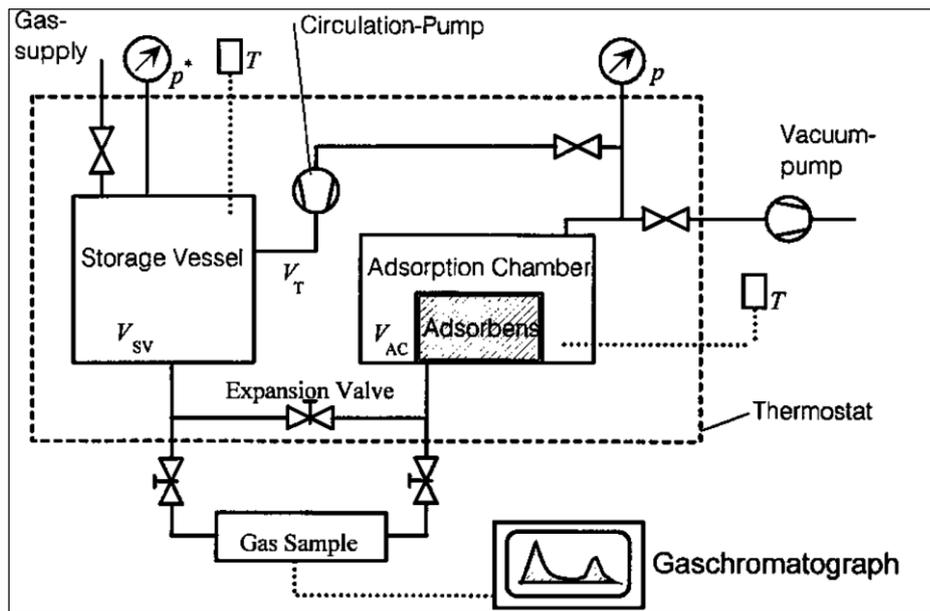 Gas-
supply
p*
T
Circulation-Pump
p
Vacuum-
pump
Storage Vessel
V_T
Adsorption Chamber
T
V_SV
V_AC
Adsorbens
Expansion Valve
Thermostat
Gas Sample
Gaschromatograph